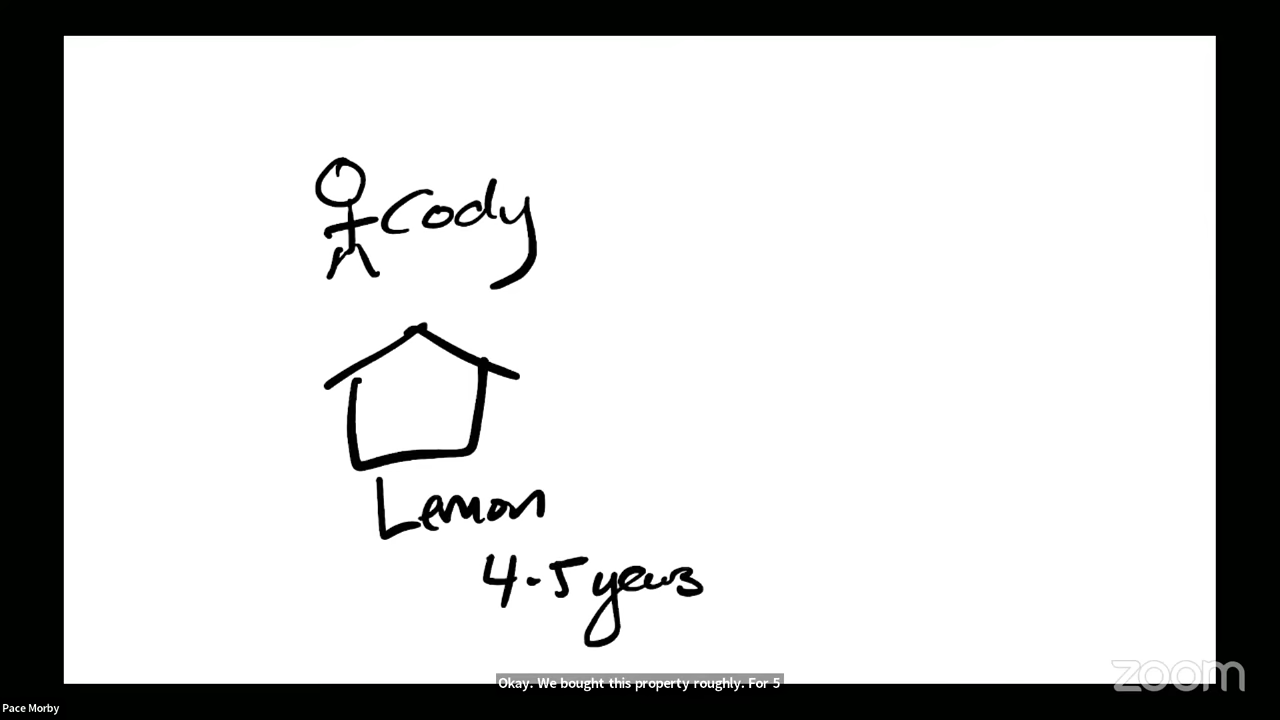 Cody
Lemon
4-5 years
Okay. We bought this property roughly. For 5
zoom
Pace Morby